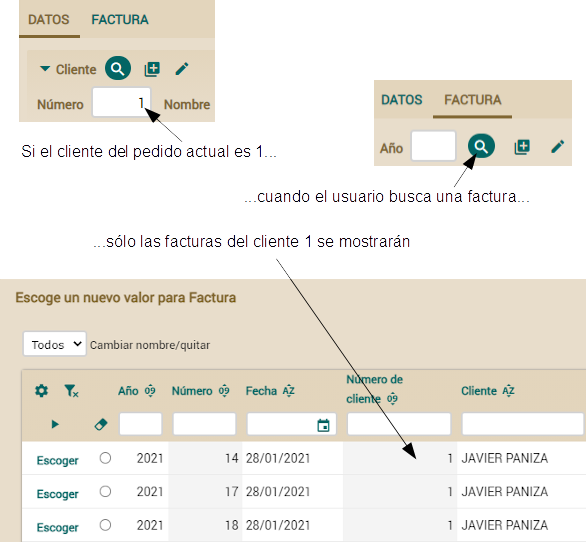 DATOS FACTURA
Cliente
Número 1 Nombre
Si el cliente del pedido actual es 1...
DATOS FACTURA
Año
...cuando el usuario busca una factura...
...sólo las facturas del cliente 1 se mostrarán
Escoge un nuevo valor para Factura
Todos Cambiar nombre/quitar
Año Número Fecha Número de cliente Cliente
Escoger 2021 14 28/01/2021 1 JAVIER PANIZA
Escoger 2021 17 28/01/2021 1 JAVIER PANIZA
Escoger 2021 18 28/01/2021 1 JAVIER PANIZA